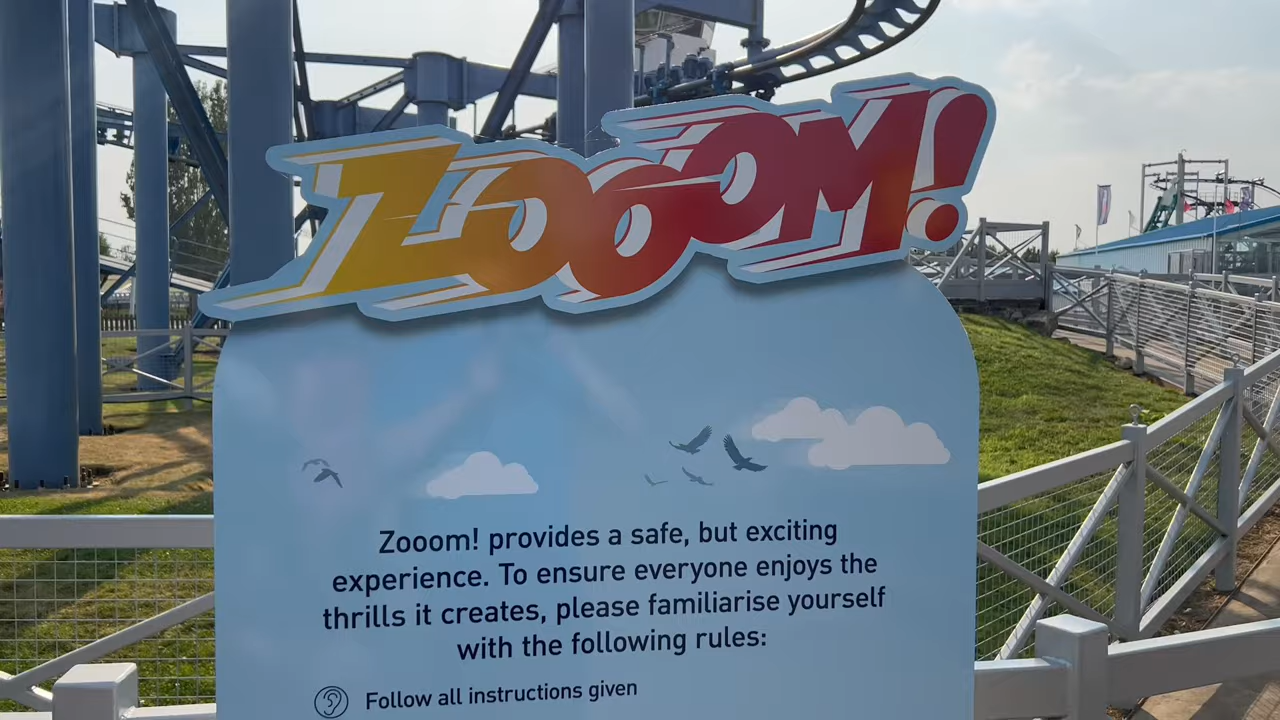 ZOOOM!
Zooom! provides a safe, but exciting
experience. To ensure everyone enjoys the
thrills it creates, please familiarise yourself
with the following rules:
Follow all instructions given